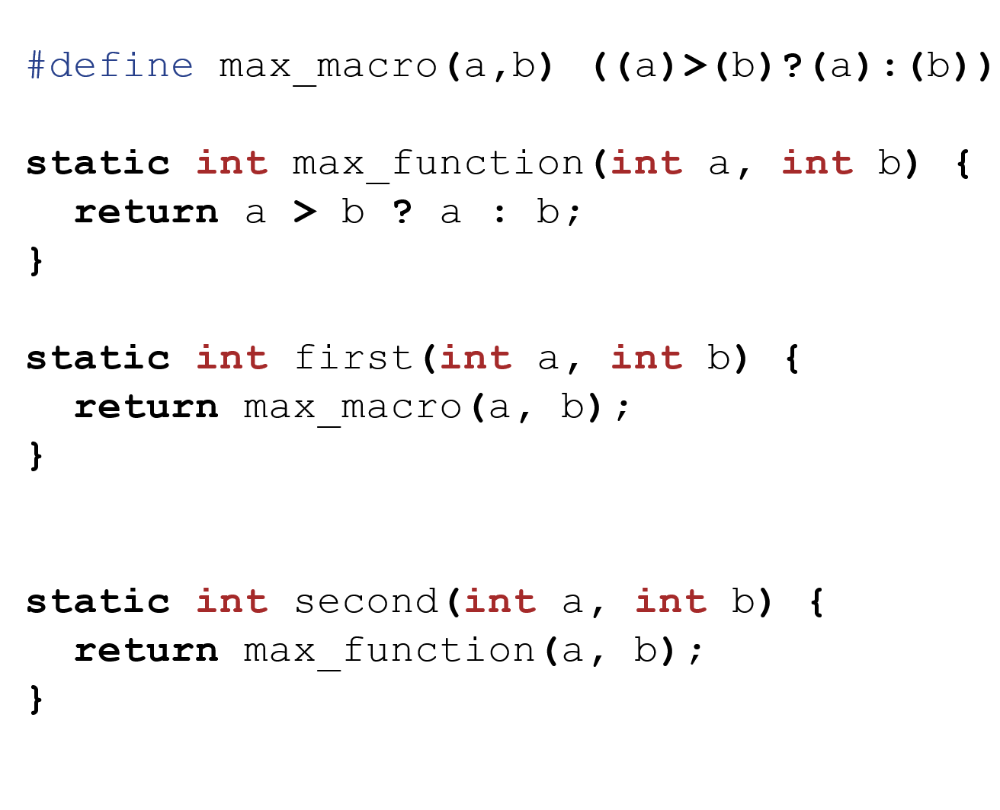 #define max_macro(a,b) ((a)>(b)?(a):(b))
static int max_function(int a, int b) {
  return a > b ? a : b;
}
static int first(int a, int b) {
  return max_macro(a, b);
}
static int second(int a, int b) {
  return max_function(a, b);
}